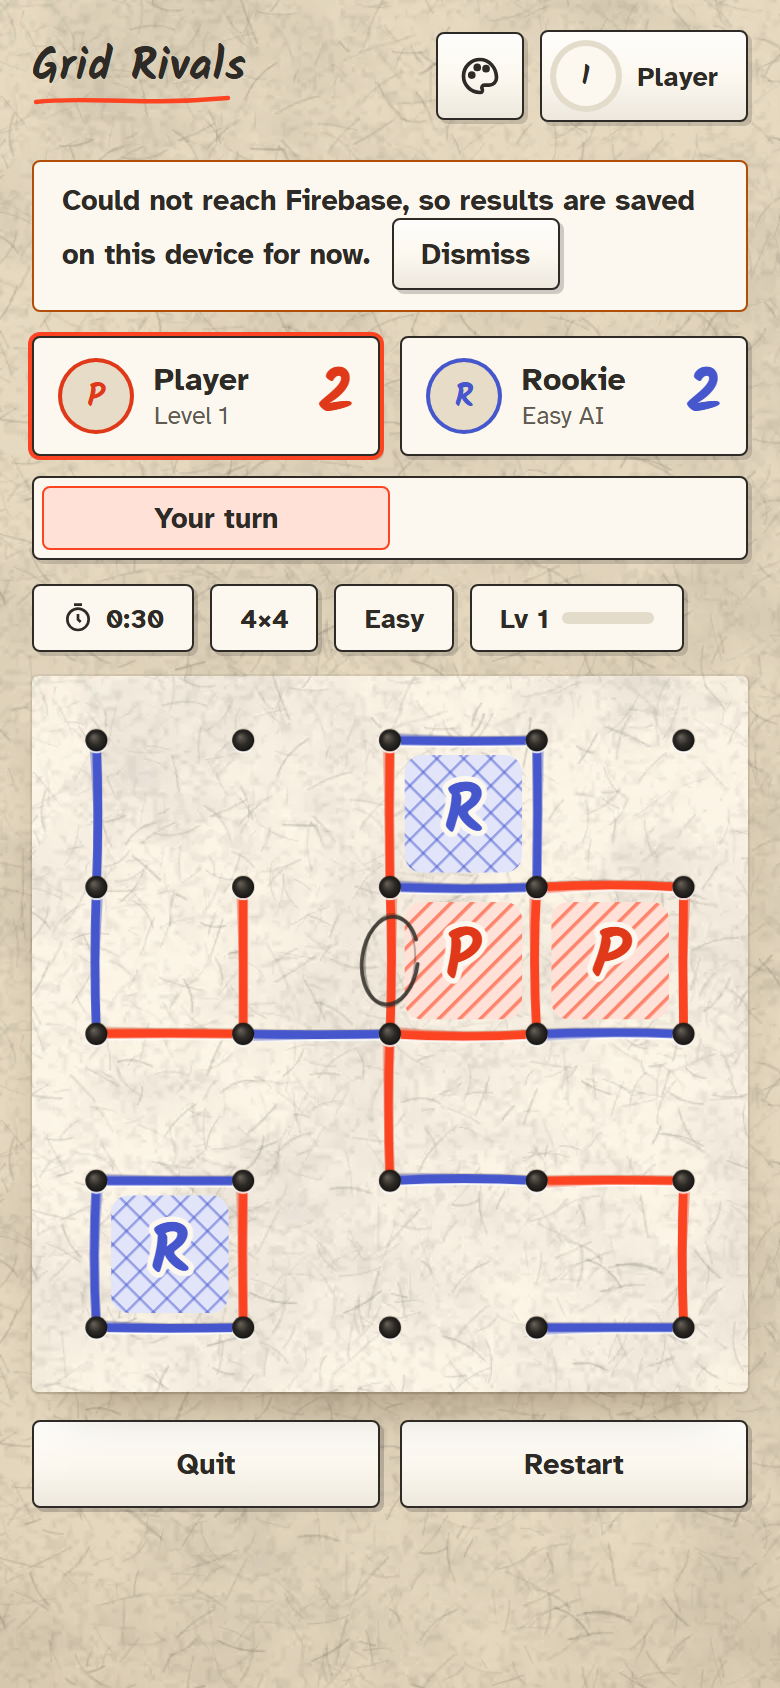 Grid Rivals
1
Player
Could not reach Firebase, so results are saved
on this device for now.
Dismiss
P
Player
Level 1
2
R
Rookie
Easy AI
2
Your turn
0:30
4×4
Easy
Lv 1
R
P
P
R
Quit
Restart